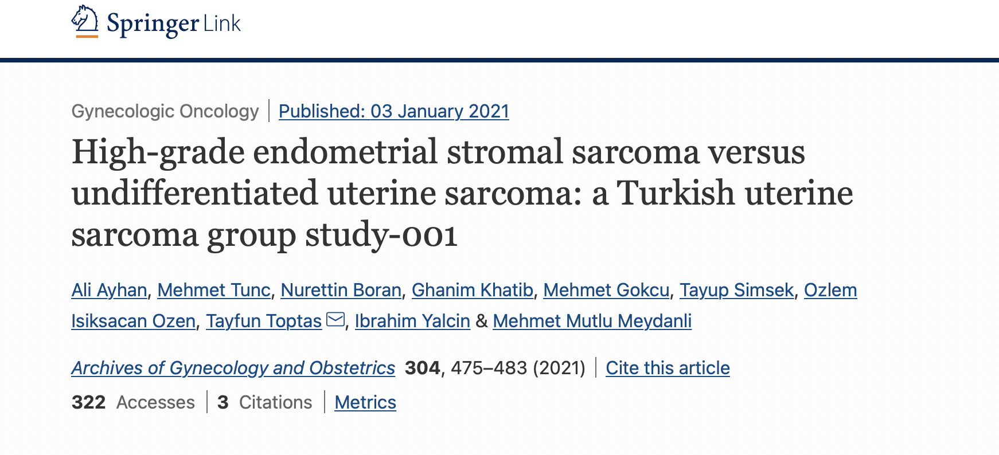 Springer Link
Gynecologic Oncology | Published: 03 January 2021
High-grade endometrial stromal sarcoma versus
undifferentiated uterine sarcoma: a Turkish uterine
sarcoma group study-001
Ali Ayhan, Mehmet Tunc, Nurettin Boran, Ghanim Khatib, Mehmet Gokcu, Tayup Simsek, Ozlem
Isiksacan Ozen, Tayfun Toptas, Ibrahim Yalcin & Mehmet Mutlu Meydanli
Archives of Gynecology and Obstetrics 304, 475–483 (2021) | Cite this article
322 Accesses | 3 Citations | Metrics